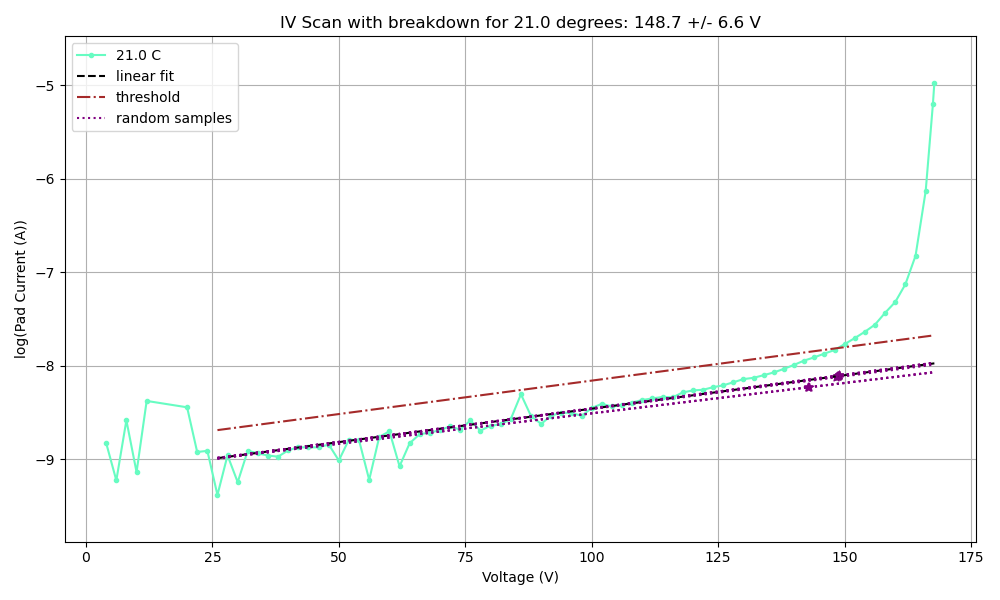 IV Scan with breakdown for 21.0 degrees: 148.7 +/- 6.6 V
21.0 C
linear fit
threshold
random samples
log(Pad Current (A))
−5
−6
−7
−8
−9
0 25 50 75 100 125 150 175
Voltage (V)